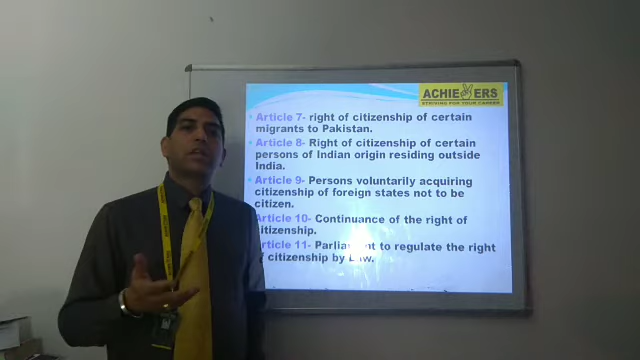 ACHIEVERS
STRIVING FOR YOUR CAREER
• Article 7- right of citizenship of certain
migrants to Pakistan.
• Article 8- Right of citizenship of certain
persons of Indian origin residing outside
India.
• Article 9- Persons voluntarily acquiring
citizenship of foreign states not to be
citizen.
Article 10- Continuance of the right of
citizenship.
Article 11- Parliament to regulate the right
of citizenship by Law.